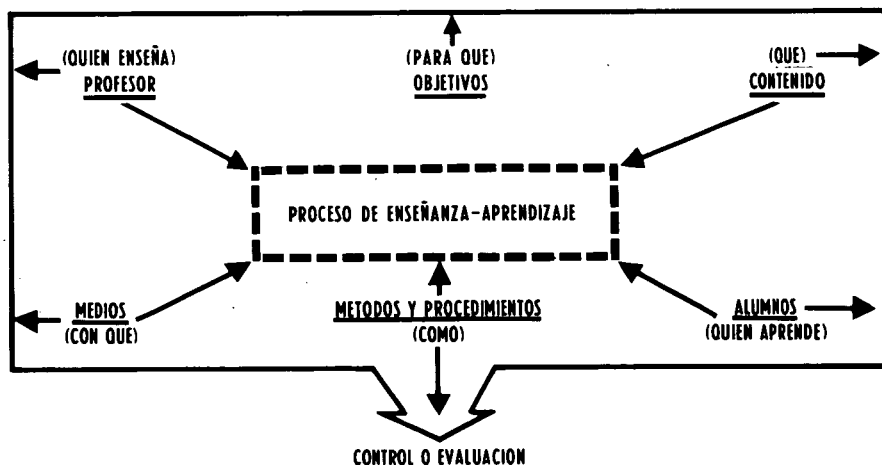 (QUIEN ENSEÑA)
PROFESOR
(PARA QUE)
OBJETIVOS
(QUE)
CONTENIDO
PROCESO DE ENSEÑANZA-APRENDIZAJE
MEDIOS
(CON QUE)
METODOS Y PROCEDIMIENTOS
(COMO)
ALUMNOS
(QUIEN APRENDE)
CONTROL O EVALUACION